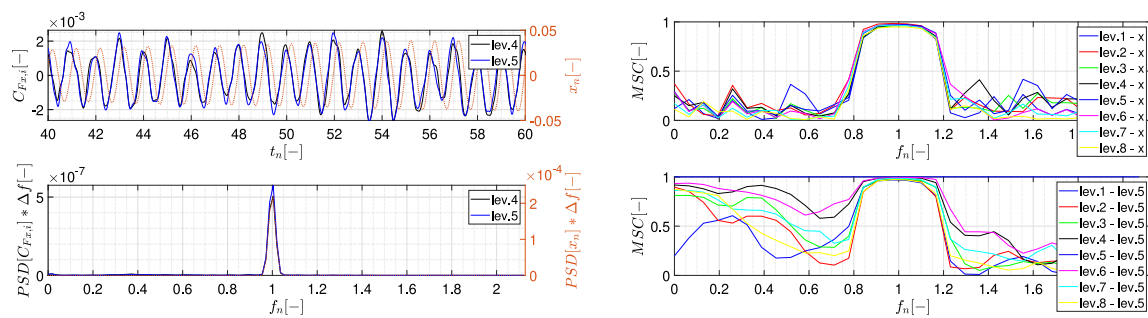 ×10⁻³
2
0
-2
C_{Fx,i}[−]
0.05
0
-0.05
x_n[−]
lev.4
lev.5
40 42 44 46 48 50 52 54 56 58 60
t_n[−]
×10⁻⁷
5
0
PSD[C_{Fx,i}] * Δf[−]
×10⁻⁴
2
1
0
PSD[x_n] * Δf[−]
lev.4
lev.5
0 0.2 0.4 0.6 0.8 1 1.2 1.4 1.6 1.8 2
f_n[−]
1
0.5
0
MSC[−]
lev.1 - x
lev.2 - x
lev.3 - x
lev.4 - x
lev.5 - x
lev.6 - x
lev.7 - x
lev.8 - x
0 0.2 0.4 0.6 0.8 1 1.2 1.4 1.6 1.8
f_n[−]
1
0.5
0
MSC[−]
lev.1 - lev.5
lev.2 - lev.5
lev.3 - lev.5
lev.4 - lev.5
lev.5 - lev.5
lev.6 - lev.5
lev.7 - lev.5
lev.8 - lev.5
0 0.2 0.4 0.6 0.8 1 1.2 1.4 1.6 1.8
f_n[−]